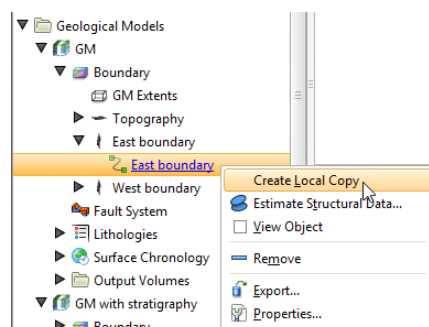 Geological Models
GM
Boundary
GM Extents
Topography
East boundary
East boundary
West boundary
Fault System
Lithologies
Surface Chronology
Output Volumes
GM with stratigraphy
Boundary
Create Local Copy
Estimate Structural Data...
View Object
Remove
Export...
Properties...